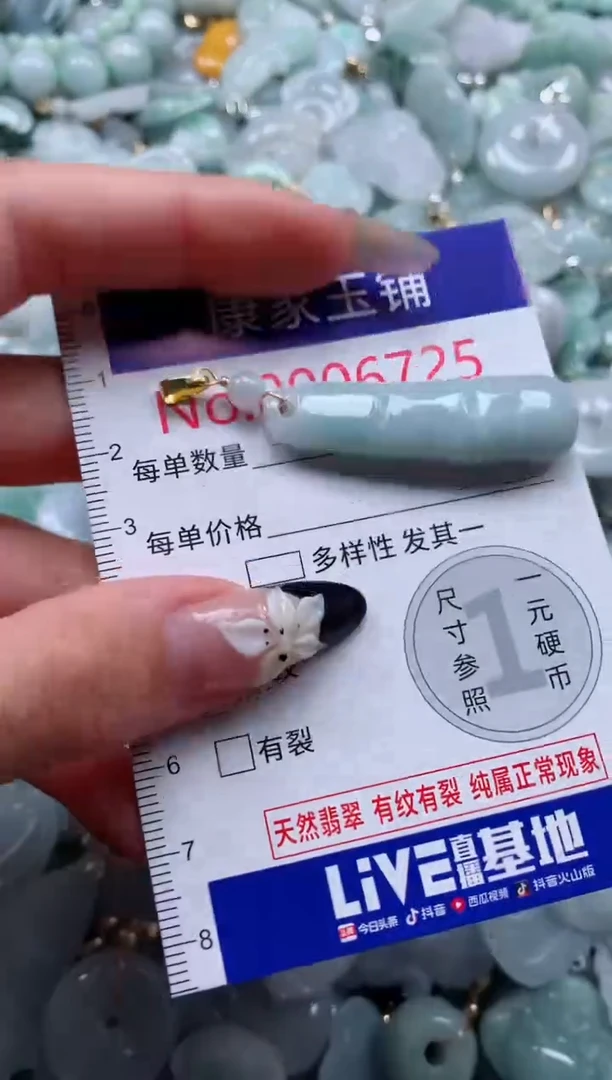 康家玉铺
No.0006725
1
2
每单数量
3
每单价格
多样性 发其一
尺寸参照
1
一元硬币
6
有裂
天然翡翠 有纹有裂 纯属正常现象
7
LiVE直播基地
今日头条 抖音 西瓜视频 抖音火山版
8